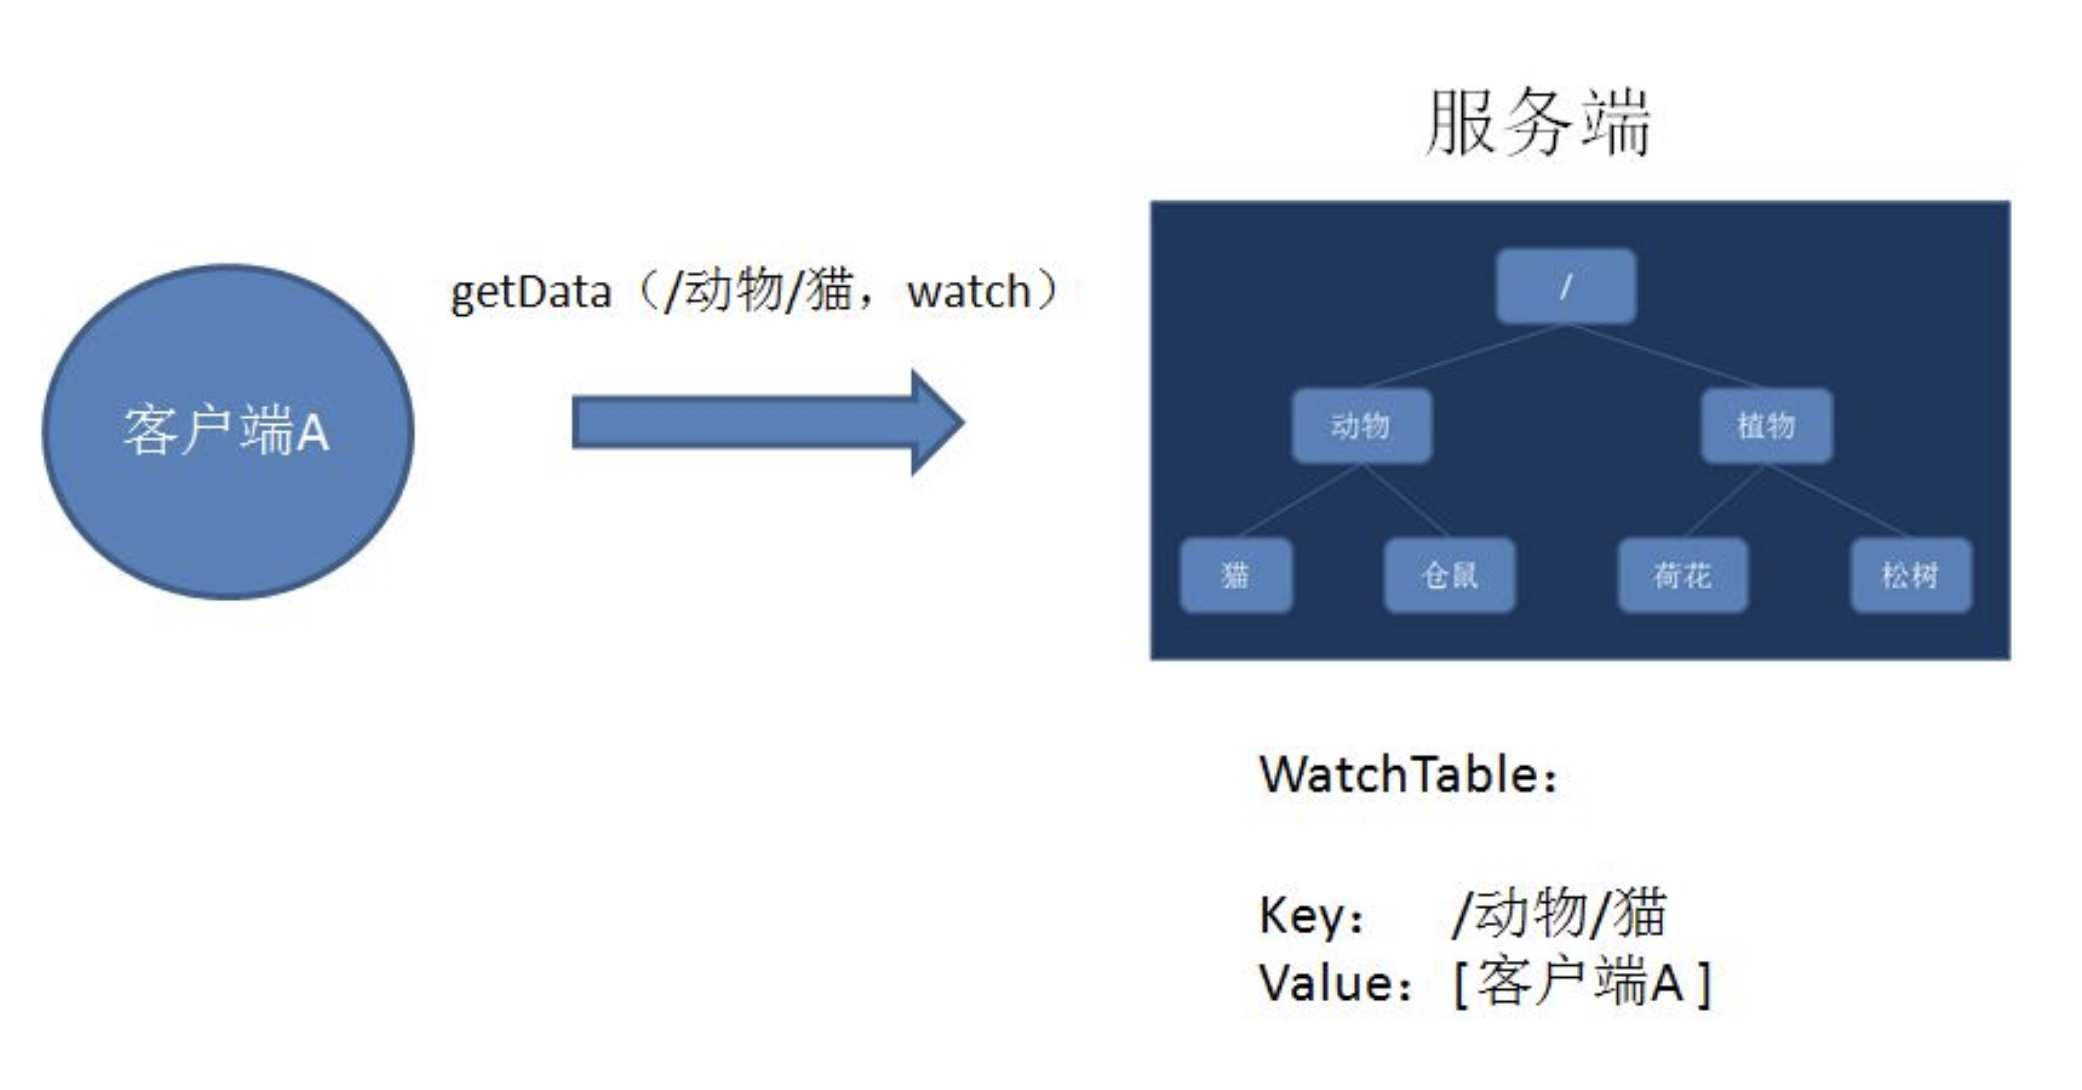 服务端
getData（/动物/猫，watch）
客户端A
/
动物 植物
猫 仓鼠 荷花 松树
WatchTable：
Key： /动物/猫
Value：[客户端A]